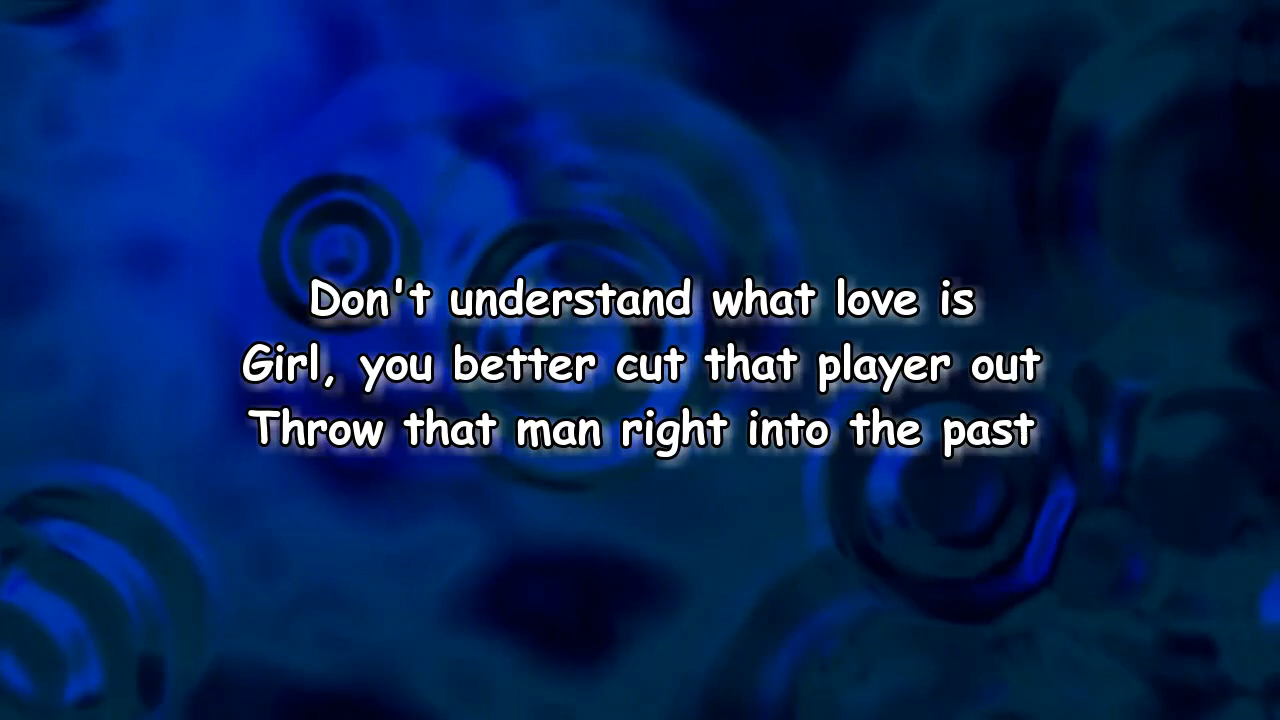 Don't understand what love is
Girl, you better cut that player out
Throw that man right into the past